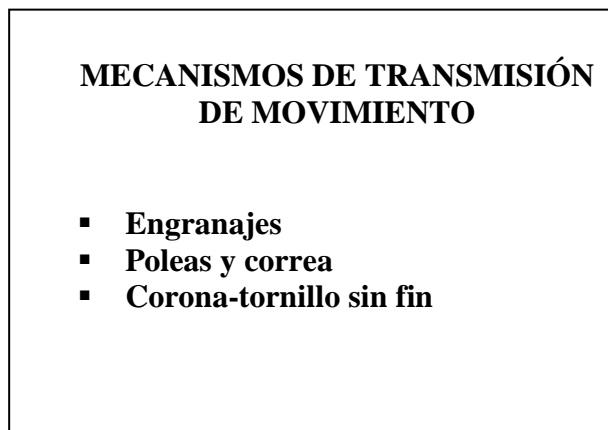 MECANISMOS DE TRANSMISIÓN
DE MOVIMIENTO
▪ Engranajes
▪ Poleas y correa
▪ Corona-tornillo sin fin